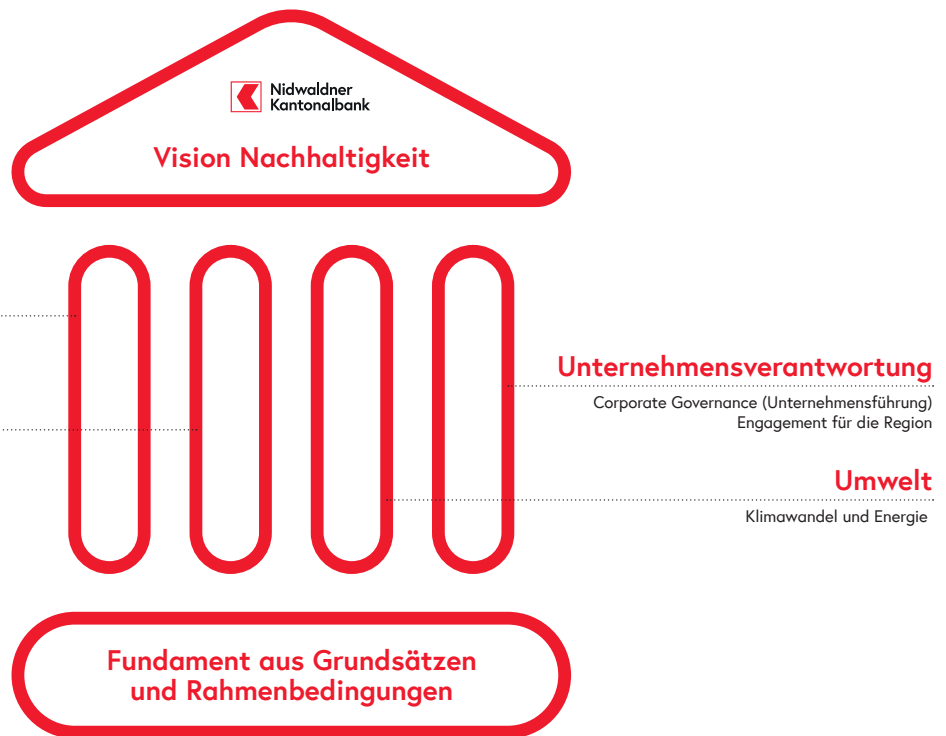 Nidwaldner
Kantonalbank
Vision Nachhaltigkeit
Unternehmensverantwortung
Corporate Governance (Unternehmensführung)
Engagement für die Region
Umwelt
Klimawandel und Energie
Fundament aus Grundsätzen
und Rahmenbedingungen